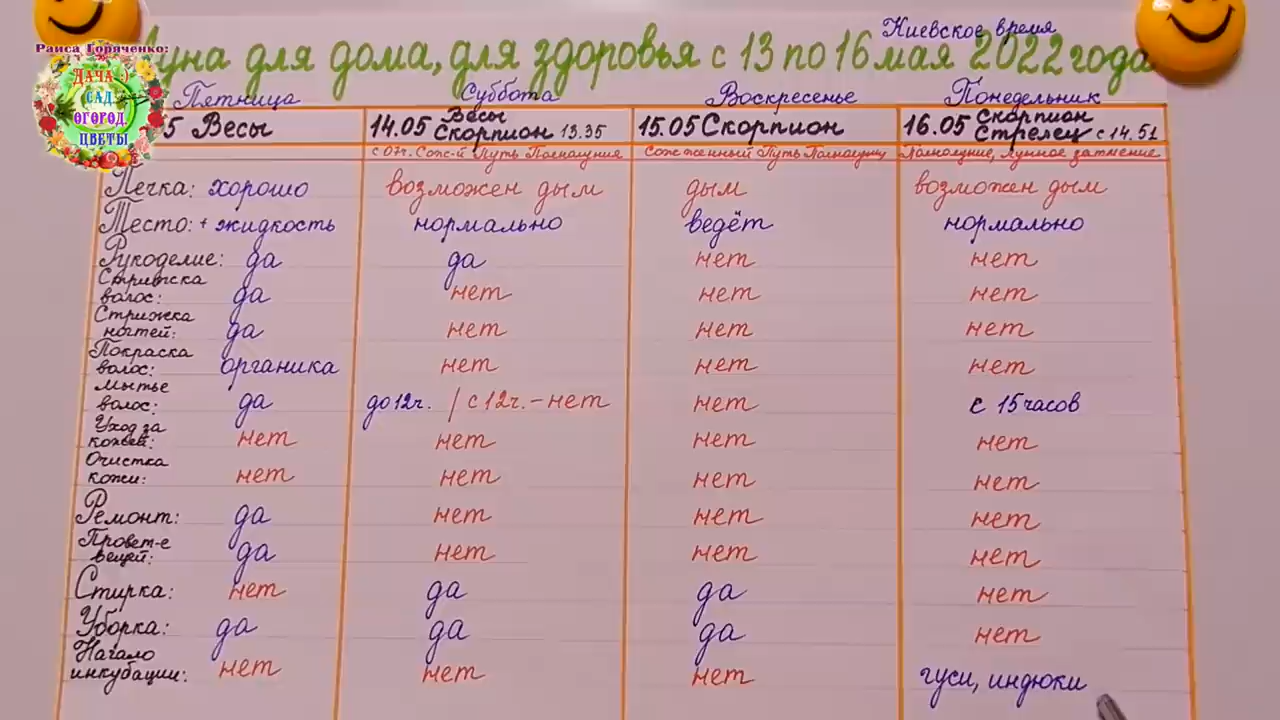 Киевское время
Раиса Горяченко:
Луна для дома, для здоровья с 13 по 16 мая 2022 года
ДАЧА
САД
ОГОРОД
ЦВЕТЫ
Пятница Суббота Воскресенье Понедельник
5 Весы 14.05 Весы Скорпион 13.35 15.05 Скорпион 16.05 Скорпион Стрелец с 14.51
с 07ч. Сож-й Путь Полнолуния Сожженный Путь Полнолуния Полнолуние, лунное затмение
Печка: хорошо возможен дым дым возможен дым
Тесто: + жидкость нормально ведёт нормально
Рукоделие: да да нет нет
Стрижка волос: да нет нет нет
Стрижка ногтей: да нет нет нет
Покраска волос: органика нет нет нет
Мытье волос: да до 12ч. / с 12ч. - нет нет с 15 часов
Уход за кожей: нет нет нет нет
Очистка кожи: нет нет нет нет
Ремонт: да нет нет нет
Провет-е вещей: да нет нет нет
Стирка: нет да да нет
Уборка: да да да нет
Начало инкубации: нет нет нет гуси, индюки